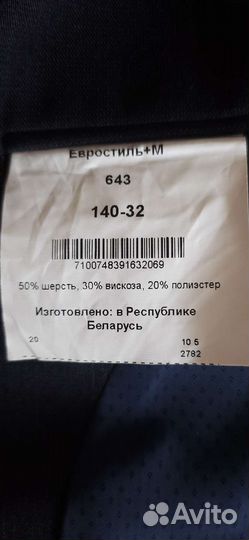 Евростиль+М
643
140-32
7100748391632069
50% шерсть, 30% вискоза, 20% полиэстер
Изготовлено: в Республике
Беларусь
20 10 5
2782
Avito